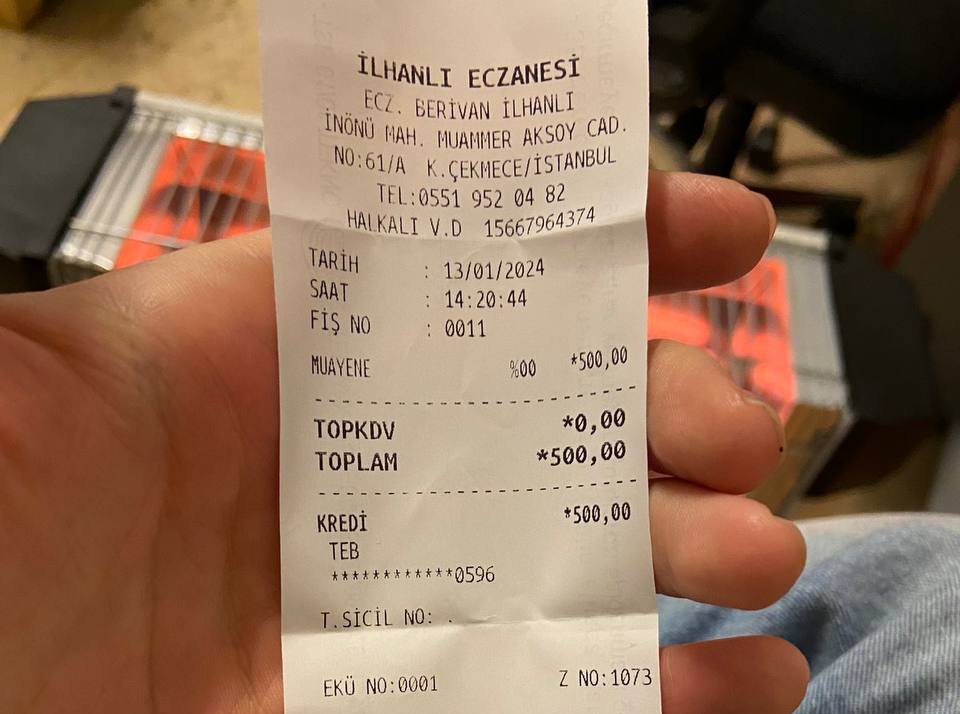 İLHANLI ECZANESİ
ECZ. BERİVAN İLHANLI
İNÖNÜ MAH. MUAMMER AKSOY CAD.
NO:61/A K.ÇEKMECE/İSTANBUL
TEL:0551 952 04 82
HALKALI V.D 15667964374
TARİH : 13/01/2024
SAAT : 14:20:44
FİŞ NO : 0011
MUAYENE %00 *500,00
TOPKDV *0,00
TOPLAM *500,00
KREDİ *500,00
TEB
************0596
T.SİCİL NO: .
EKÜ NO:0001 Z NO:1073